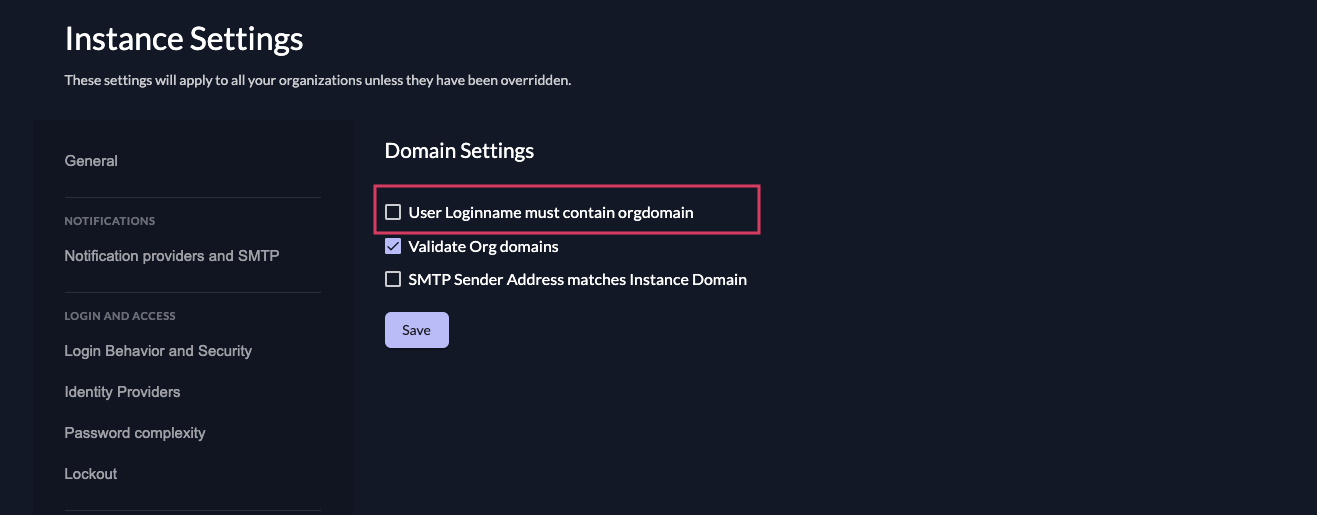 Instance Settings
These settings will apply to all your organizations unless they have been overridden.
General
NOTIFICATIONS
Notification providers and SMTP
LOGIN AND ACCESS
Login Behavior and Security
Identity Providers
Password complexity
Lockout
Domain Settings
User Loginname must contain orgdomain
Validate Org domains
SMTP Sender Address matches Instance Domain
Save